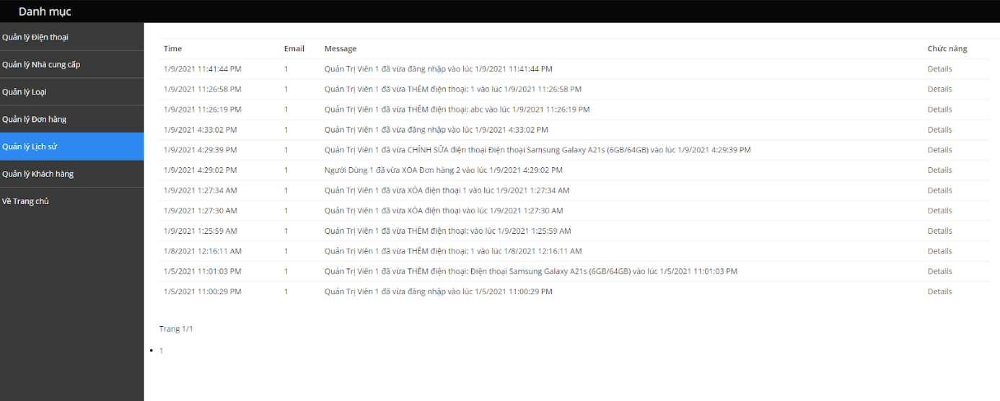 Danh mục
Quản lý Điện thoại
Quản lý Nhà cung cấp
Quản lý Loại
Quản lý Đơn hàng
Quản lý Lịch sử
Quản lý Khách hàng
Về Trang chủ
Time Email Message Chức năng
1/9/2021 11:41:44 PM 1 Quản Trị Viên 1 đã vừa đăng nhập vào lúc 1/9/2021 11:41:44 PM Details
1/9/2021 11:26:58 PM 1 Quản Trị Viên 1 đã vừa THÊM điện thoại: 1 vào lúc 1/9/2021 11:26:58 PM Details
1/9/2021 11:26:19 PM 1 Quản Trị Viên 1 đã vừa THÊM điện thoại: abc vào lúc 1/9/2021 11:26:19 PM Details
1/9/2021 4:33:02 PM 1 Quản Trị Viên 1 đã vừa đăng nhập vào lúc 1/9/2021 4:33:02 PM Details
1/9/2021 4:29:39 PM 1 Quản Trị Viên 1 đã vừa CHỈNH SỬA điện thoại Điện thoại Samsung Galaxy A21s (6GB/64GB) vào lúc 1/9/2021 4:29:39 PM Details
1/9/2021 4:29:02 PM 1 Người Dùng 1 đã vừa XÓA Đơn hàng 2 vào lúc 1/9/2021 4:29:02 PM Details
1/9/2021 1:27:34 AM 1 Quản Trị Viên 1 đã vừa XÓA điện thoại 1 vào lúc 1/9/2021 1:27:34 AM Details
1/9/2021 1:27:30 AM 1 Quản Trị Viên 1 đã vừa XÓA điện thoại vào lúc 1/9/2021 1:27:30 AM Details
1/9/2021 1:25:59 AM 1 Quản Trị Viên 1 đã vừa THÊM điện thoại: vào lúc 1/9/2021 1:25:59 AM Details
1/8/2021 12:16:11 AM 1 Quản Trị Viên 1 đã vừa THÊM điện thoại: 1 vào lúc 1/8/2021 12:16:11 AM Details
1/5/2021 11:01:03 PM 1 Quản Trị Viên 1 đã vừa THÊM điện thoại: Điện thoại Samsung Galaxy A21s (6GB/64GB) vào lúc 1/5/2021 11:01:03 PM Details
1/5/2021 11:00:29 PM 1 Quản Trị Viên 1 đã vừa đăng nhập vào lúc 1/5/2021 11:00:29 PM Details
Trang 1/1
• 1